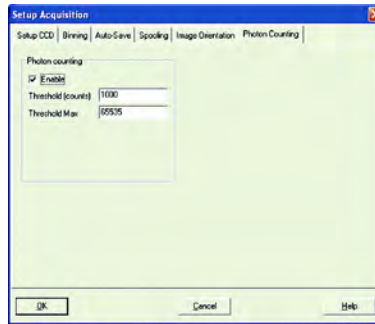 Setup Acquisition
Setup CCD Binning Auto-Save Spooling Image Orientation Photon Counting
Photon counting
Enable
Threshold (counts) 1000
Threshold Max 65535
OK Cancel Help